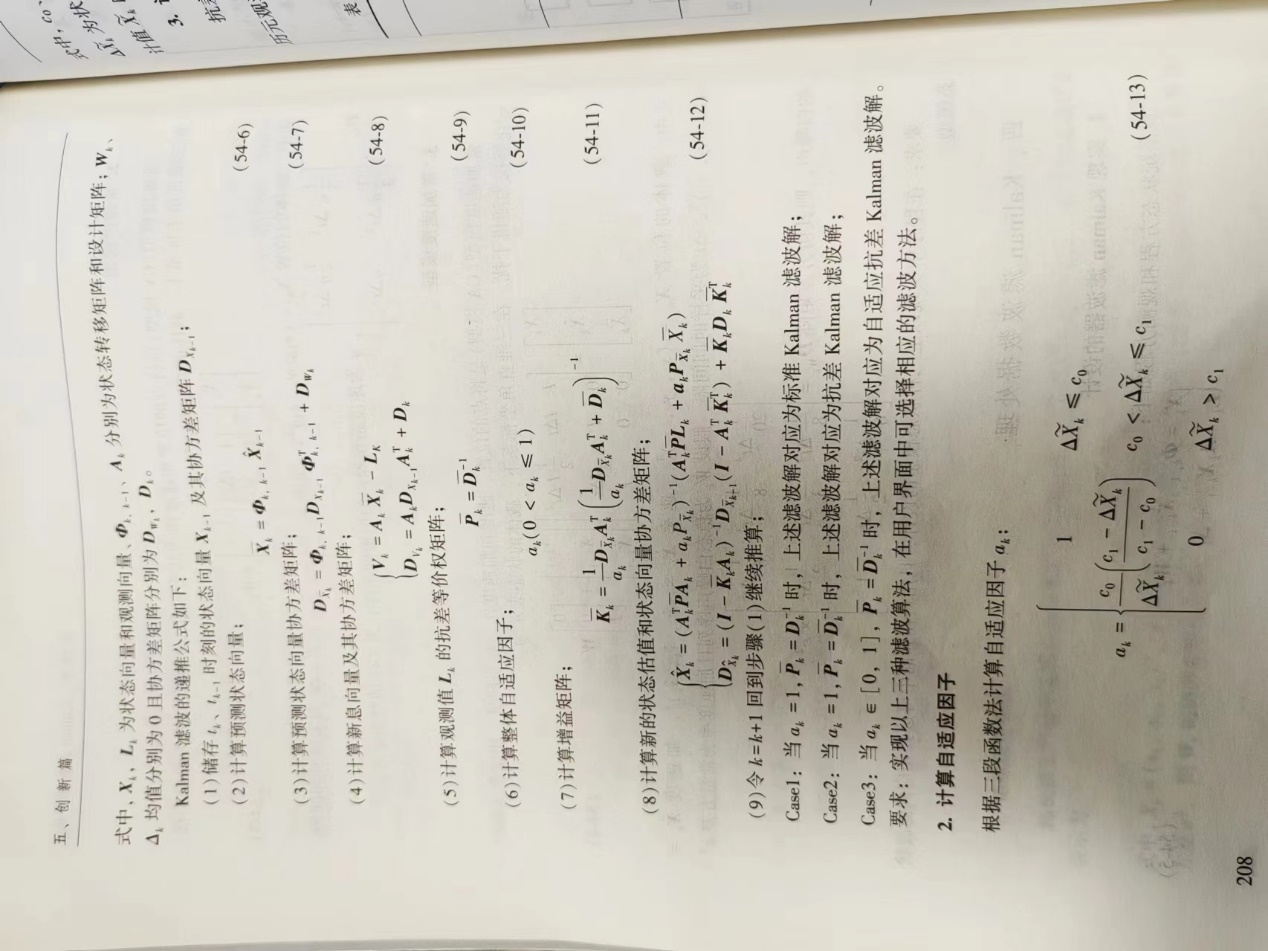 五、创新篇
式中，X_k、L_k 为状态向量和观测向量、Φ_{k, k-1}、A_k 分别为状态转移矩阵和设计矩阵；W_k、
Δ_k 均值分别为 0 且协方差矩阵分别为 D_{W_k}、D_k。
Kalman 滤波的递推公式如下：
(1)储存 t_k、t_{k-1} 时刻的状态向量 X_{k-1} 及其协方差矩阵 D_{X_{k-1}}；
(2)计算预测状态向量；
X̄_k = Φ_{k, k-1} X̂_{k-1} (54-6)
(3)计算预测状态向量协方差矩阵；
D_{X̄_k} = Φ_{k, k-1} D_{X_{k-1}} Φ^T_{k, k-1} + D_{W_k} (54-7)
(4)计算新息向量及其协方差矩阵；
{ V_k = A_k X̄_k - L_K
D_{V_k} = A_k D_{X_{k-1}} A_k^T + D_k (54-8)
(5)计算观测值 L_k 的抗差等价权矩阵；
P̄_k = D̄_k^{-1} (54-9)
(6)计算整体自适应因子；
a_k(0 < a_k ≤ 1) (54-10)
(7)计算增益矩阵；
K̄_k = \frac{1}{a_k} D_{X̄_k} A_k^T ( \frac{1}{a_k} D_{X̄_k} A_k^T + D̄_k )^{-1} (54-11)
(8)计算新的状态估值和状态向量协方差矩阵；
{ X̂_k = (A_k^T P̄ A_k + a_k P_{X̄_k})^{-1}(A_k^T P̄ L_k + a_k P_{X̄_k} X̄_k)
D_{X̂_k} = (I - K̄_k A_k)^{-1} D_{X̄_{k+1}} (I - A_k^T K̄_k^T) + K̄_k D_k K̄_k^T (54-12)
(9)令 k=k+1 回到步骤(1)继续推算；
Case1：当 a_k = 1, P̄_k = D_k^{-1} 时，上述滤波解对应为标准 Kalman 滤波解；
Case2：当 a_k = 1, P̄_k = D̄_k^{-1} 时，上述滤波解对应为抗差 Kalman 滤波解；
Case3：当 a_k ∈ [0, 1], P̄_k = D̄_k^{-1} 时，上述滤波解对应为自适应抗差 Kalman 滤波解。
要求：实现以上三种滤波算法，在用户界面中可选择相应的滤波方法。
2. 计算自适应因子
根据三段函数法计算自适应因子 a_k；
1 ΔX̃_k ≤ c_0
a_k = { \frac{c_0}{ΔX̃_k} ( \frac{c_1 - ΔX̃_k}{c_1 - c_0} ) c_0 < ΔX̃_k ≤ c_1 (54-13)
0 ΔX̃_k > c_1
208